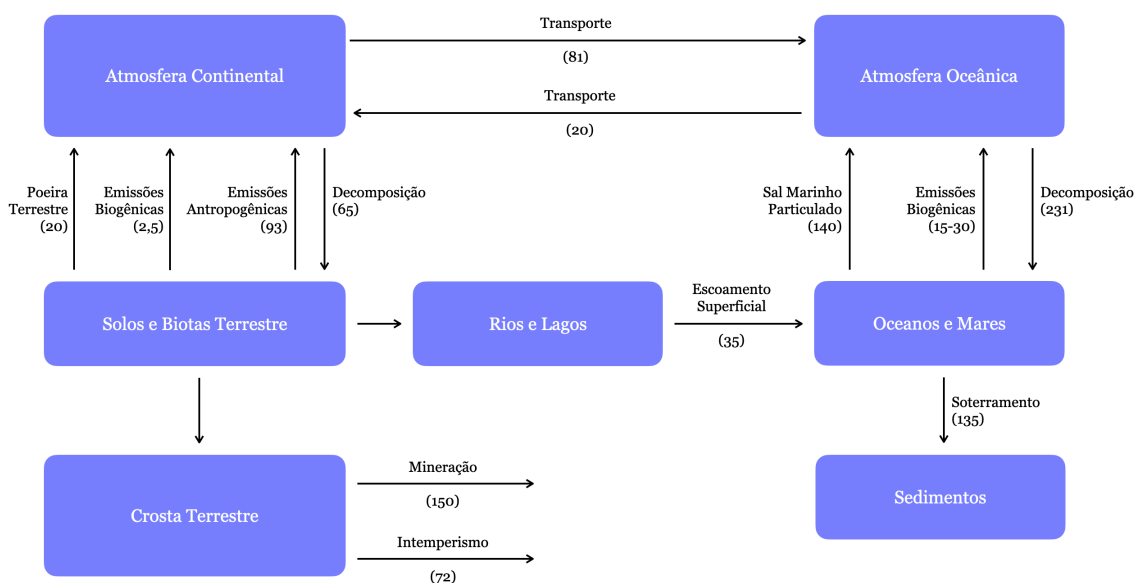 Atmosfera Continental
Transporte
(81)
Transporte
(20)
Atmosfera Oceânica
Poeira
Terrestre
(20)
Emissões
Biogênicas
(2,5)
Emissões
Antropogênicas
(93)
Decomposição
(65)
Sal Marinho
Particulado
(140)
Emissões
Biogênicas
(15-30)
Decomposição
(231)
Solos e Biotas Terrestre
Rios e Lagos
Escoamento
Superficial
(35)
Oceanos e Mares
Soterramento
(135)
Crosta Terrestre
Mineração
(150)
Intemperismo
(72)
Sedimentos